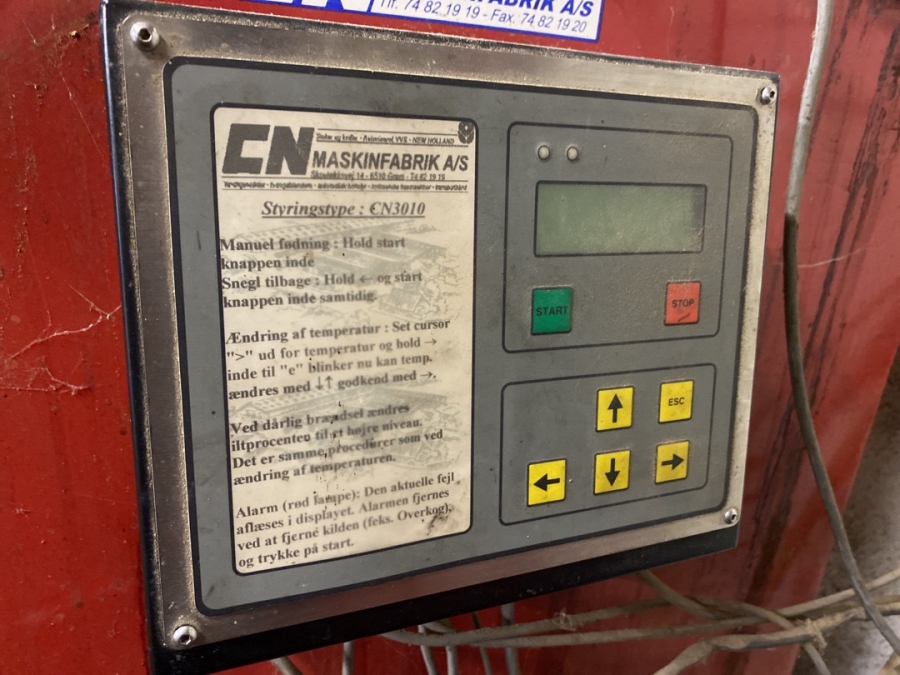 FABRIK A/S
Tlf. 74 82 19 19 - Fax. 74 82 19 20
NEW HOLLAND
CN
MASKINFABRIK A/S
Styringstype : CN3010
Manuel fødning : Hold start
knappen inde
Snegl tilbage : Hold ← og start
knappen inde samtidig.
Ændring af temperatur : Set cursor
">" ud for temperatur og hold →
inde til "e" blinker nu kan temp.
ændres med ↓↑ godkend med →.
Ved dårlig brændsel ændres
iltprocenten til et højre niveau.
Det er samme procedurer som ved
ændring af temperaturen.
Alarm (rød lampe): Den aktuelle fejl
aflæses i displayet. Alarmen fjernes
ved at fjerne kilden (feks. Overkog),
og trykke på start.
START
STOP
↑
ESC
←
↓
→